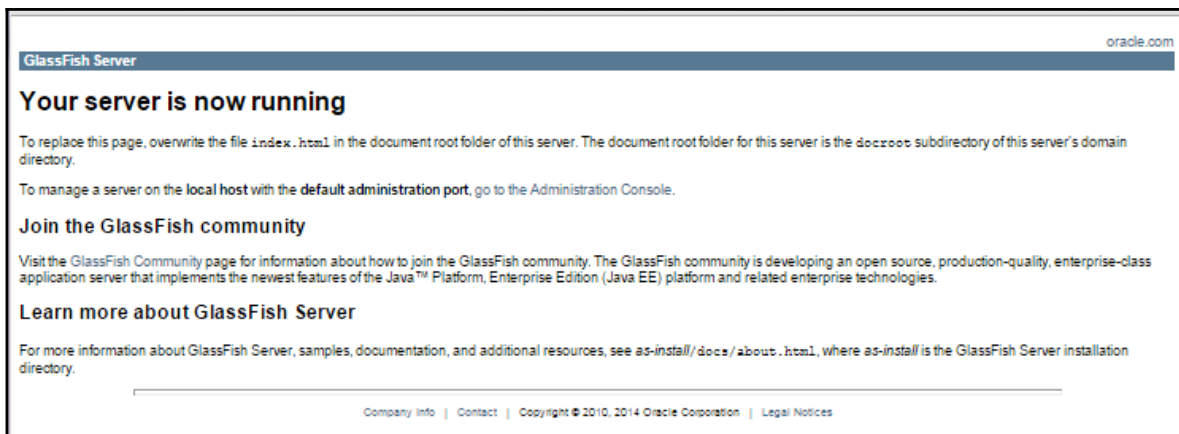 oracle.com
GlassFish Server
Your server is now running
To replace this page, overwrite the file index.html in the document root folder of this server. The document root folder for this server is the docroot subdirectory of this server's domain
directory.
To manage a server on the local host with the default administration port, go to the Administration Console.
Join the GlassFish community
Visit the GlassFish Community page for information about how to join the GlassFish community. The GlassFish community is developing an open source, production-quality, enterprise-class
application server that implements the newest features of the Java™ Platform, Enterprise Edition (Java EE) platform and related enterprise technologies.
Learn more about GlassFish Server
For more information about GlassFish Server, samples, documentation, and additional resources, see as-install/docs/about.html, where as-install is the GlassFish Server installation
directory.
Company Info | Contact | Copyright © 2010, 2014 Oracle Corporation | Legal Notices